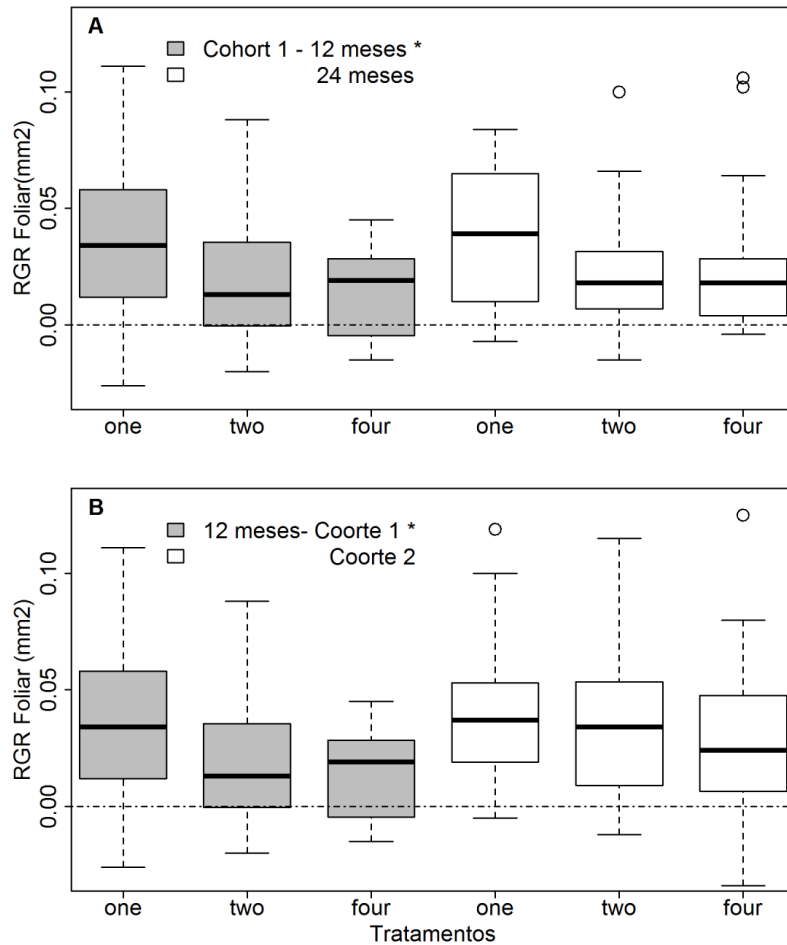 A
Cohort 1 - 12 meses *
24 meses
RGR Foliar(mm2)
0.10
0.05
0.00
one two four one two four
B
12 meses- Coorte 1 *
Coorte 2
RGR Foliar (mm2)
0.10
0.05
0.00
one two four one two four
Tratamentos